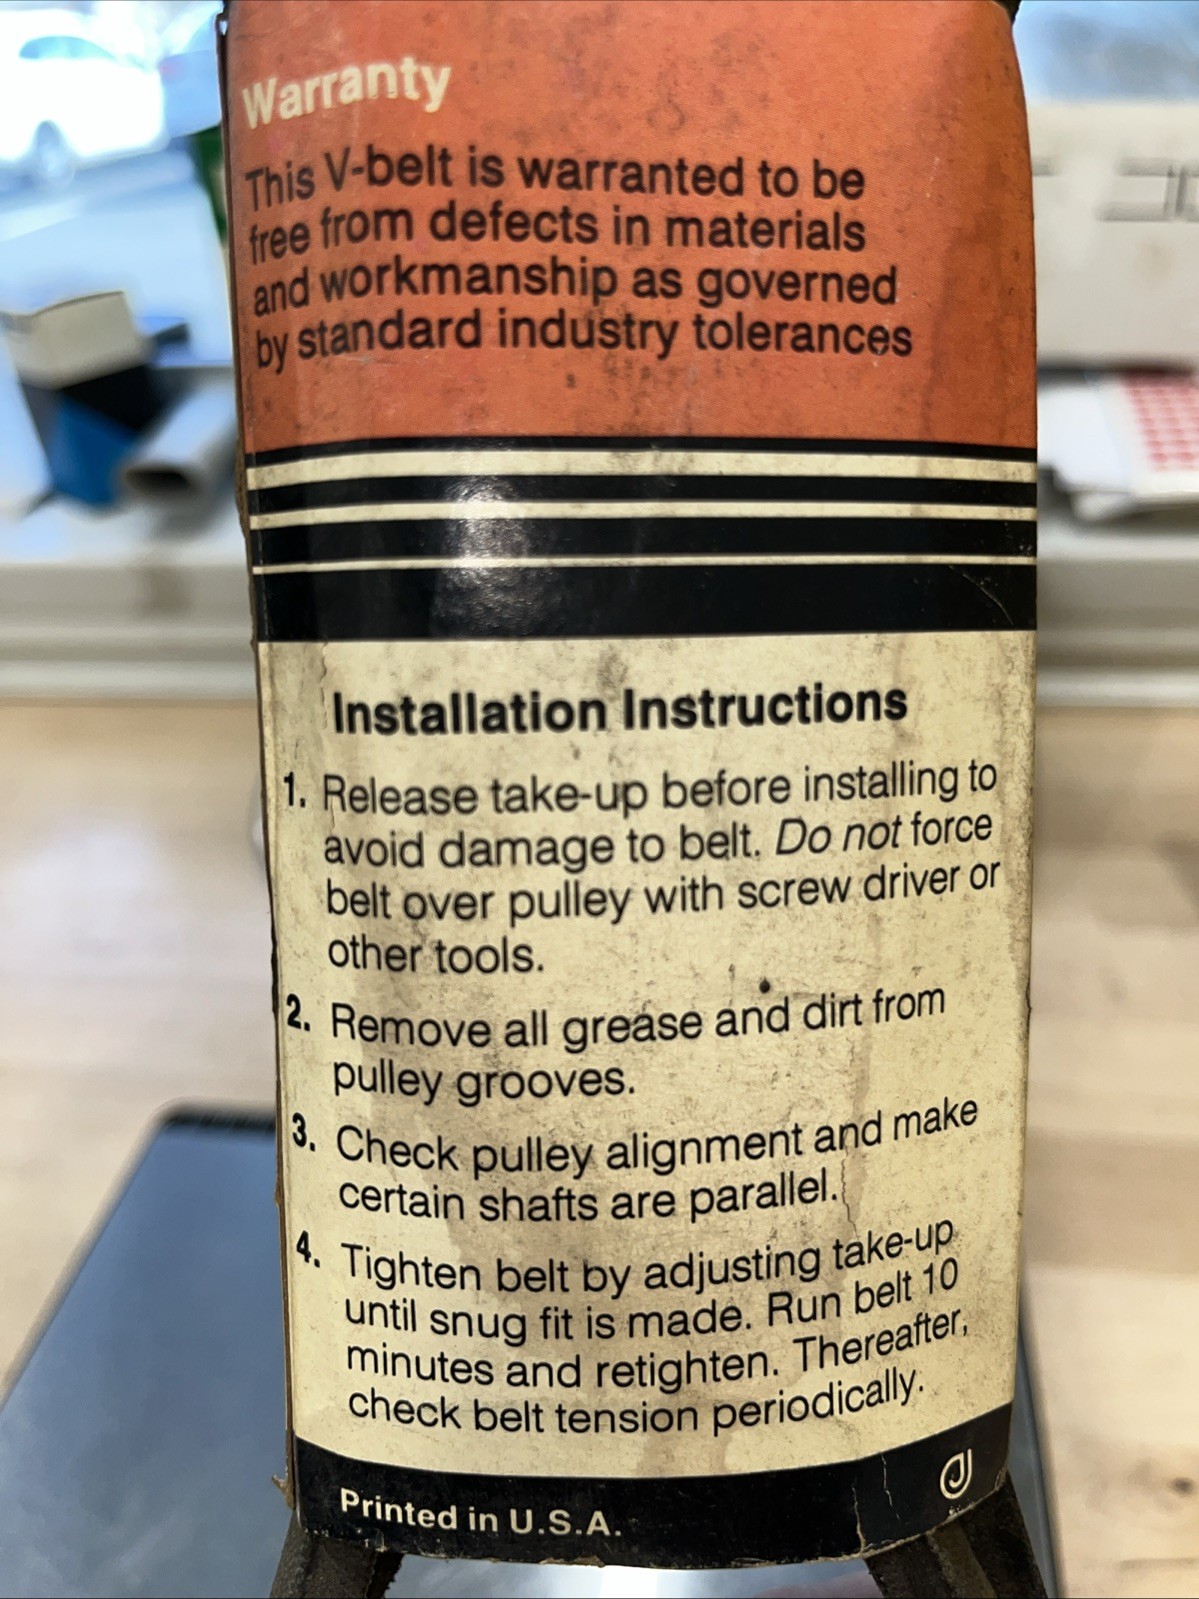 Warranty
This V-belt is warranted to be
free from defects in materials
and workmanship as governed
by standard industry tolerances
Installation Instructions
1. Release take-up before installing to
avoid damage to belt. Do not force
belt over pulley with screw driver or
other tools.
2. Remove all grease and dirt from
pulley grooves.
3. Check pulley alignment and make
certain shafts are parallel.
4. Tighten belt by adjusting take-up
until snug fit is made. Run belt 10
minutes and retighten. Thereafter,
check belt tension periodically.
Printed in U.S.A.